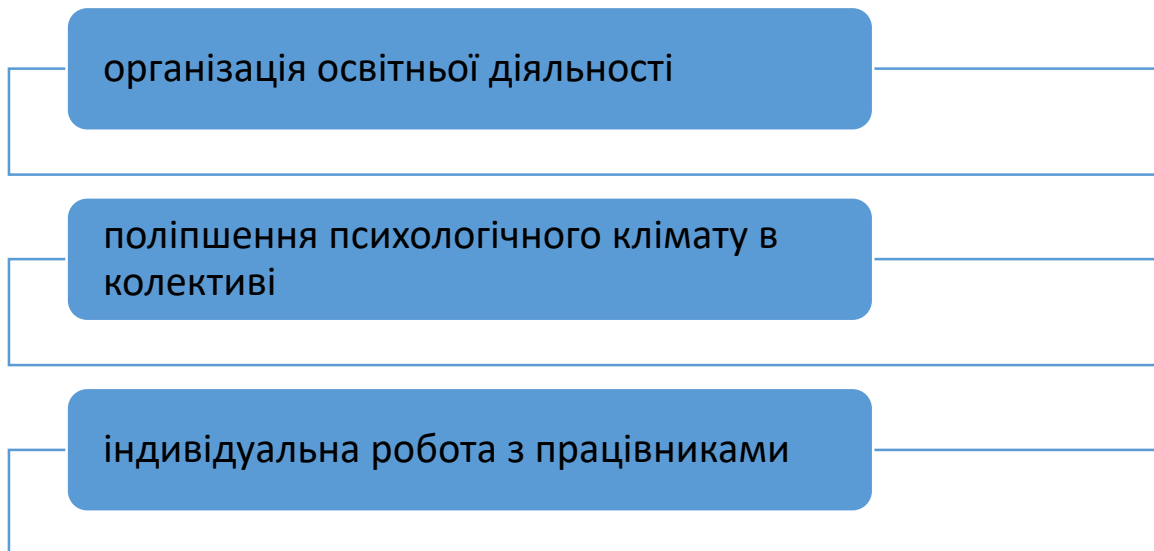 організація освітньої діяльності
поліпшення психологічного клімату в
колективі
індивідуальна робота з працівниками